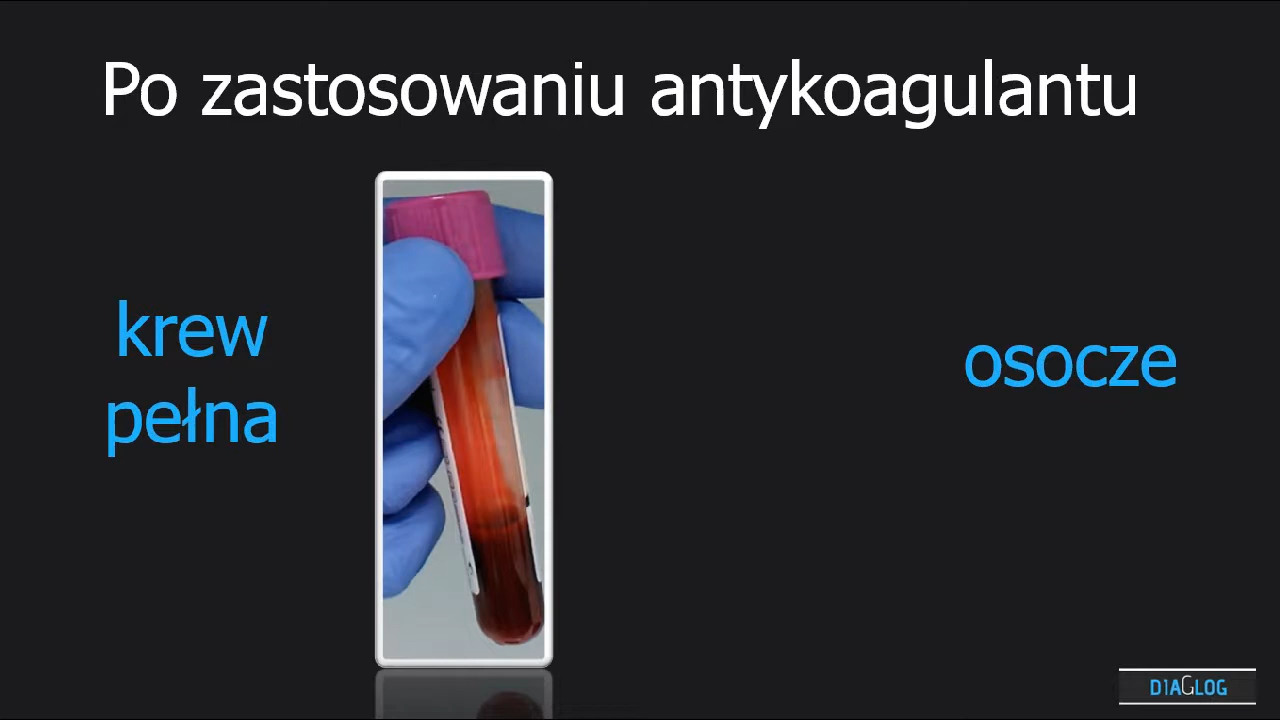 Po zastosowaniu antykoagulantu
krew
pełna
osocze
DIAGLOG